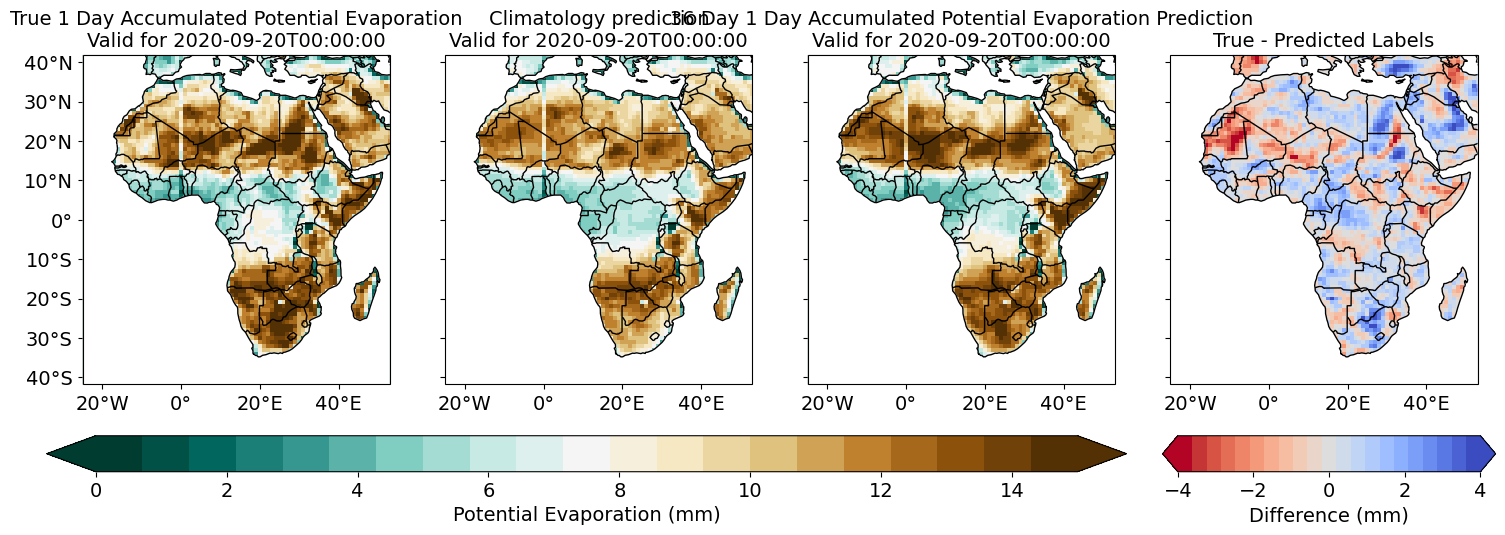 True 1 Day Accumulated Potential Evaporation
Valid for 2020-09-20T00:00:00
Climatology prediction
Valid for 2020-09-20T00:00:00
36 Day 1 Day Accumulated Potential Evaporation Prediction
Valid for 2020-09-20T00:00:00
True - Predicted Labels
40°N
30°N
20°N
10°N
0°
10°S
20°S
30°S
40°S
20°W 0° 20°E 40°E
20°W 0° 20°E 40°E
20°W 0° 20°E 40°E
20°W 0° 20°E 40°E
0 2 4 6 8 10 12 14
Potential Evaporation (mm)
−4 −2 0 2 4
Difference (mm)